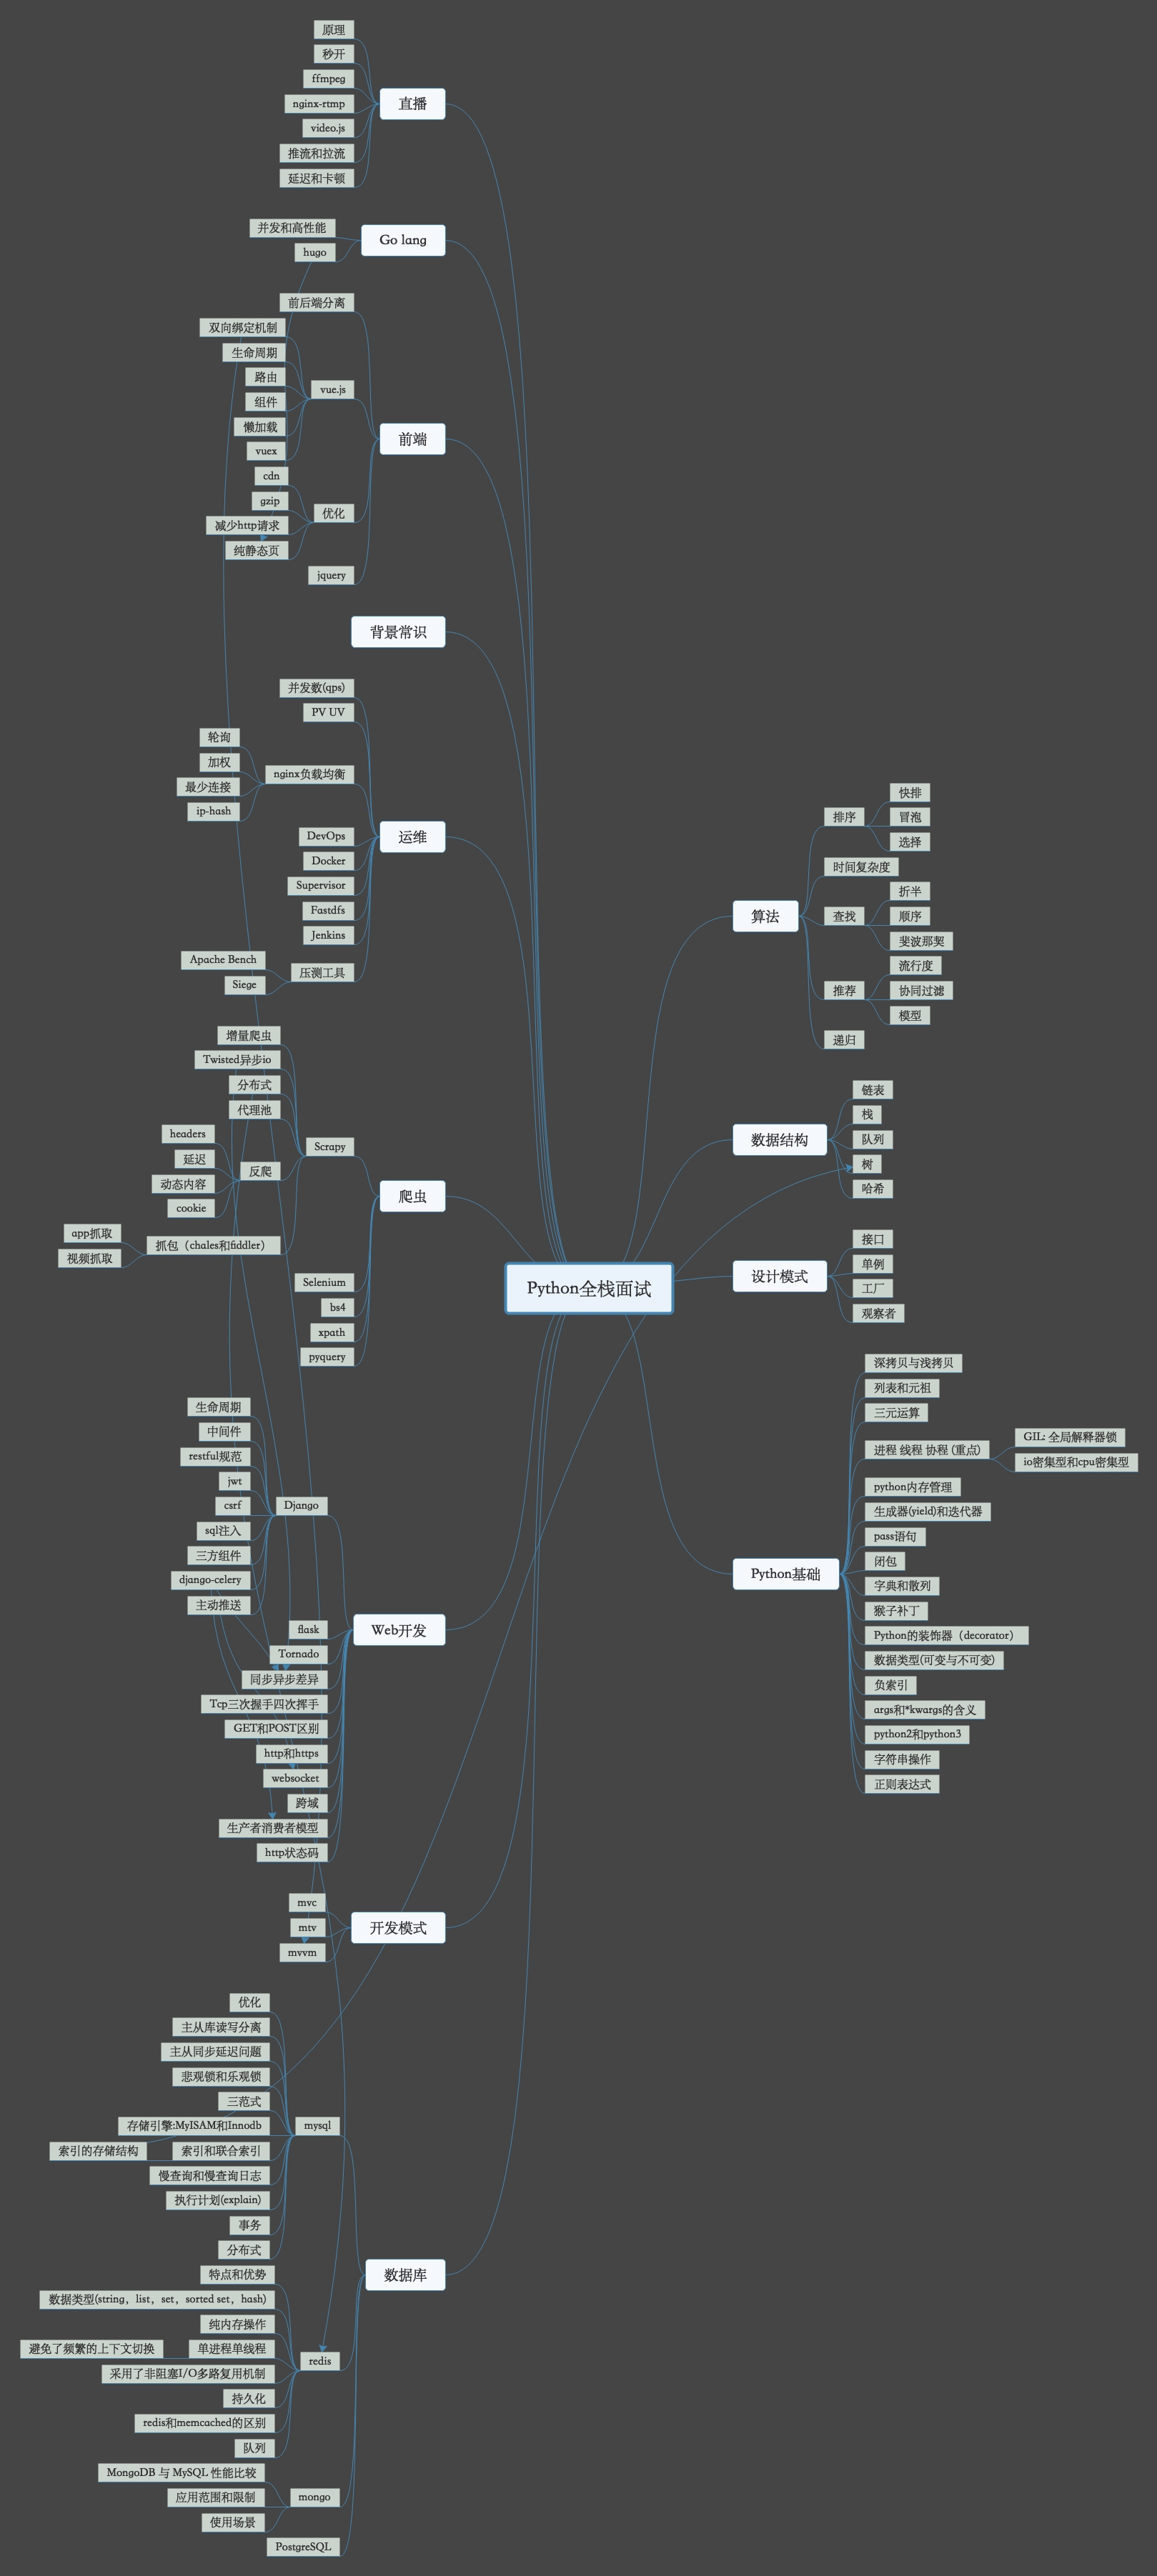 原理
秒开
ffmpeg
nginx-rtmp
video.js
推流和拉流
延迟和卡顿
直播
并发和高性能
hugo
Go lang
前后端分离
双向绑定机制
生命周期
路由
组件
懒加载
vuex
vue.js
cdn
gzip
减少http请求
纯静态页
优化
jquery
前端
背景常识
并发数(qps)
PV UV
轮询
加权
最少连接
ip-hash
nginx负载均衡
DevOps
Docker
Supervisor
Fastdfs
Jenkins
Apache Bench
Siege
压测工具
运维
增量爬虫
Twisted异步io
分布式
代理池
headers
延迟
动态内容
cookie
反爬
app抓取
视频抓取
抓包（chales和fiddler）
Scrapy
Selenium
bs4
xpath
pyquery
爬虫
生命周期
中间件
restful规范
jwt
csrf
sql注入
三方组件
django-celery
主动推送
Django
flask
Tornado
同步异步差异
Tcp三次握手四次挥手
GET和POST区别
http和https
websocket
跨域
生产者消费者模型
http状态码
Web开发
mvc
mtv
mvvm
开发模式
优化
主从库读写分离
主从同步延迟问题
悲观锁和乐观锁
三范式
存储引擎:MyISAM和Innodb
索引的存储结构
索引和联合索引
慢查询和慢查询日志
执行计划(explain)
事务
分布式
mysql
特点和优势
数据类型(string，list，set，sorted set，hash)
纯内存操作
避免了频繁的上下文切换
单进程单线程
采用了非阻塞I/O多路复用机制
持久化
redis和memcached的区别
队列
redis
MongoDB 与 MySQL 性能比较
应用范围和限制
使用场景
mongo
PostgreSQL
数据库
Python全栈面试
算法
排序
快排
冒泡
选择
时间复杂度
查找
折半
顺序
斐波那契
推荐
流行度
协同过滤
模型
递归
数据结构
链表
栈
队列
树
哈希
设计模式
接口
单例
工厂
观察者
Python基础
深拷贝与浅拷贝
列表和元祖
三元运算
进程 线程 协程 (重点)
GIL: 全局解释器锁
io密集型和cpu密集型
python内存管理
生成器(yield)和迭代器
pass语句
闭包
字典和散列
猴子补丁
Python的装饰器（decorator）
数据类型(可变与不可变)
负索引
args和*kwargs的含义
python2和python3
字符串操作
正则表达式